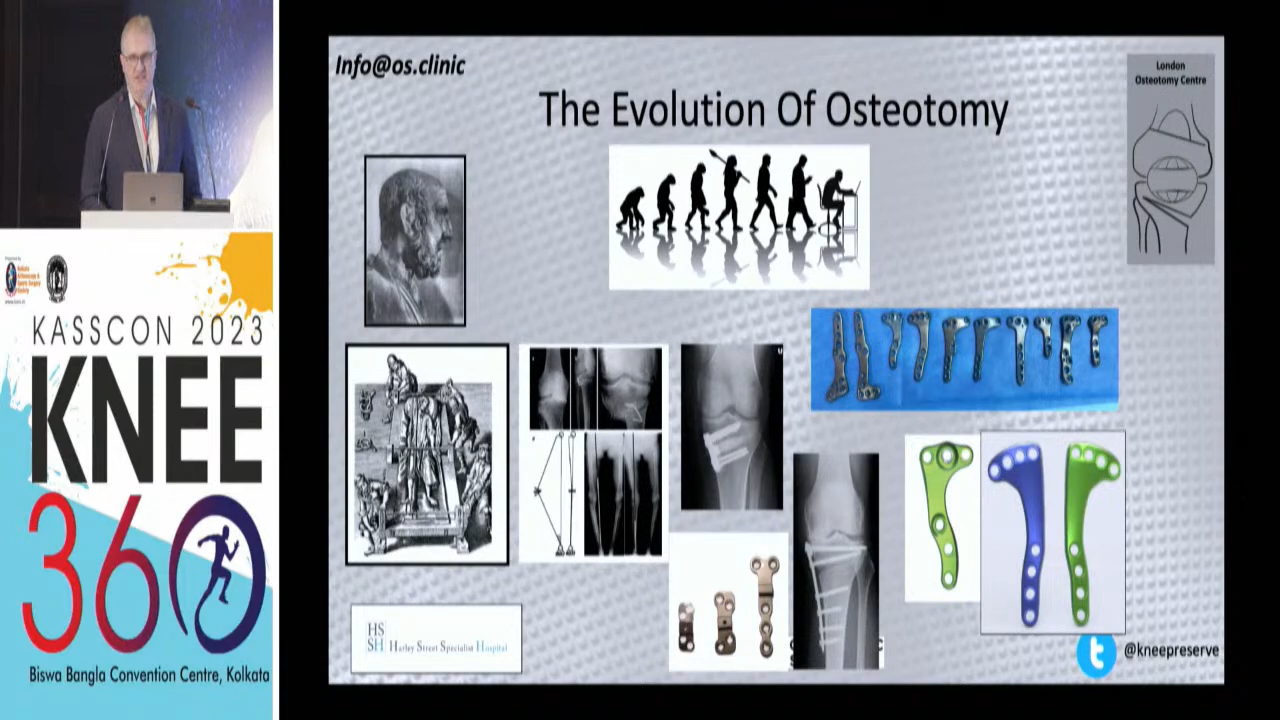 Info@os.clinic
London
Osteotomy Centre
The Evolution Of Osteotomy
KASSCON 2023
KNEE
360
Biswa Bangla Convention Centre, Kolkata
HS
SH Harley Street Specialist Hospital
@kneepreserve